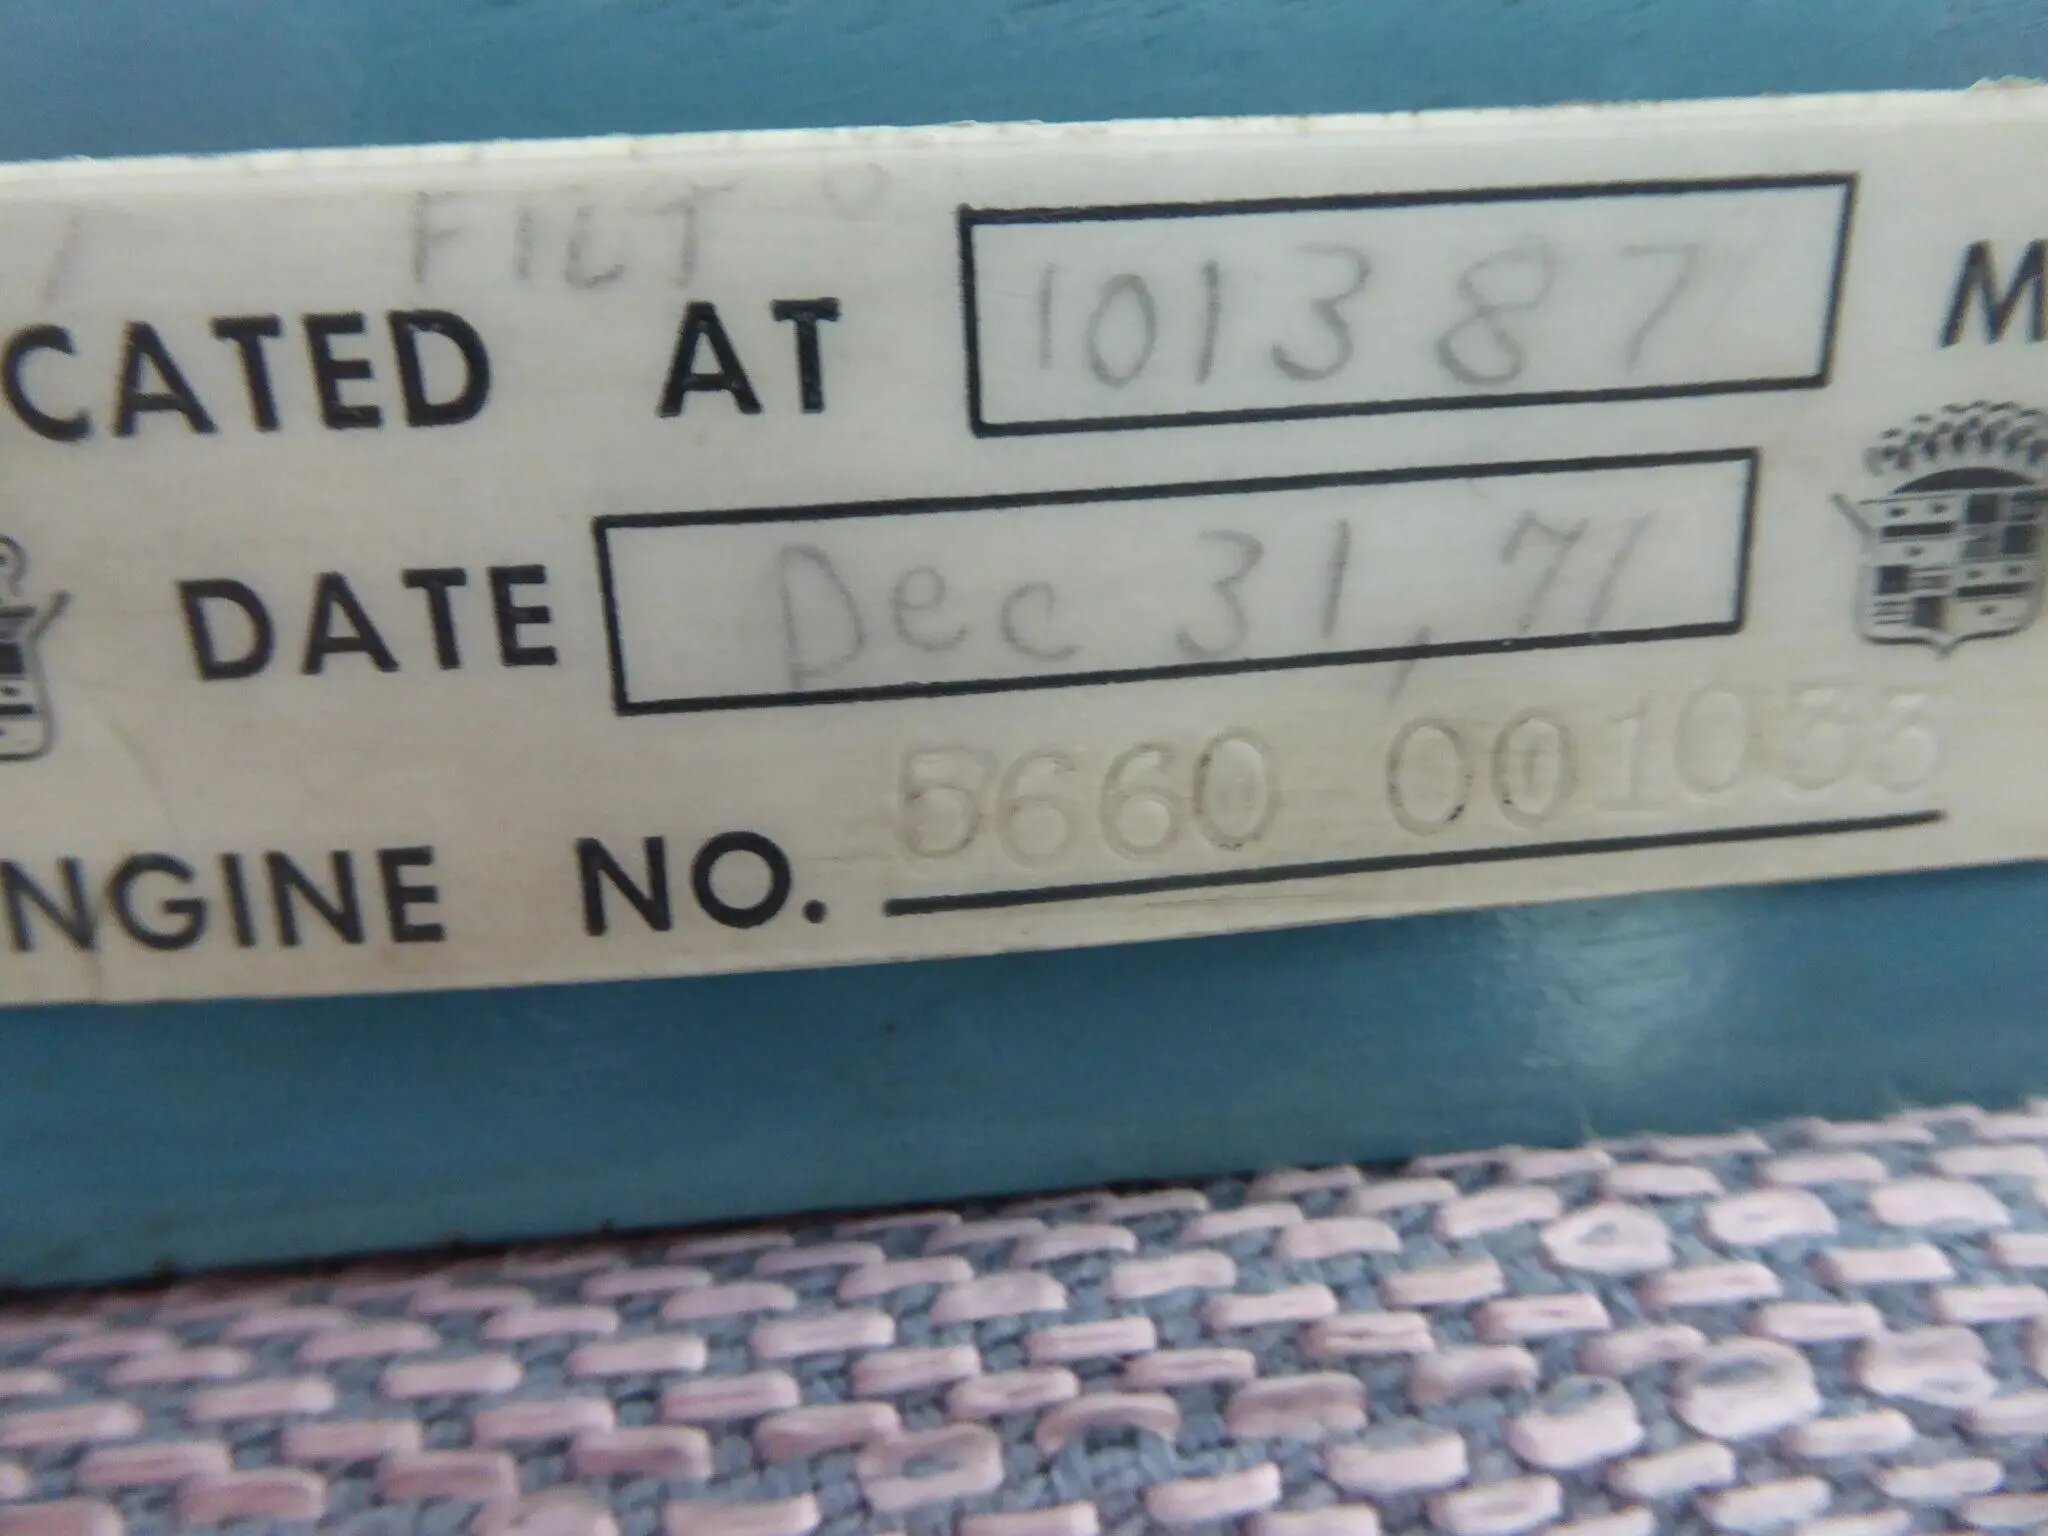 FILT
CATED AT 101387 M
DATE Dec 31, 71
NGINE NO. 5660 001033